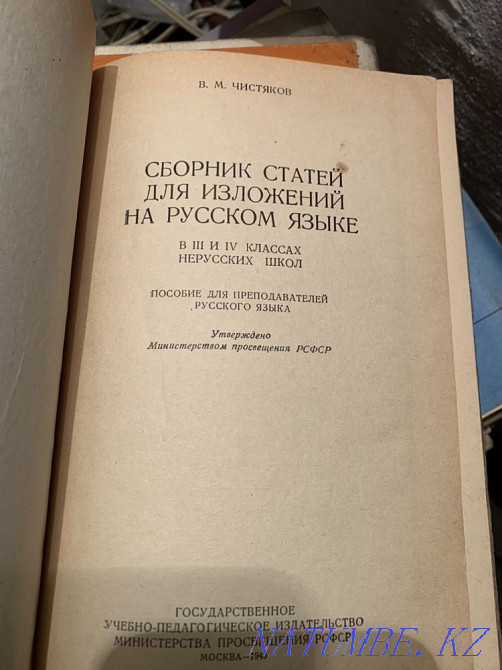 В. М. ЧИСТЯКОВ
СБОРНИК СТАТЕЙ
ДЛЯ ИЗЛОЖЕНИЙ
НА РУССКОМ ЯЗЫКЕ
В III И IV КЛАССАХ
НЕРУССКИХ ШКОЛ
ПОСОБИЕ ДЛЯ ПРЕПОДАВАТЕЛЕЙ
РУССКОГО ЯЗЫКА
Утверждено
Министерством просвещения РСФСР
ГОСУДАРСТВЕННОЕ
УЧЕБНО-ПЕДАГОГИЧЕСКОЕ ИЗДАТЕЛЬСТВО
МИНИСТЕРСТВА ПРОСВЕЩЕНИЯ РСФСР
МОСКВА
NATUMBE.KZ